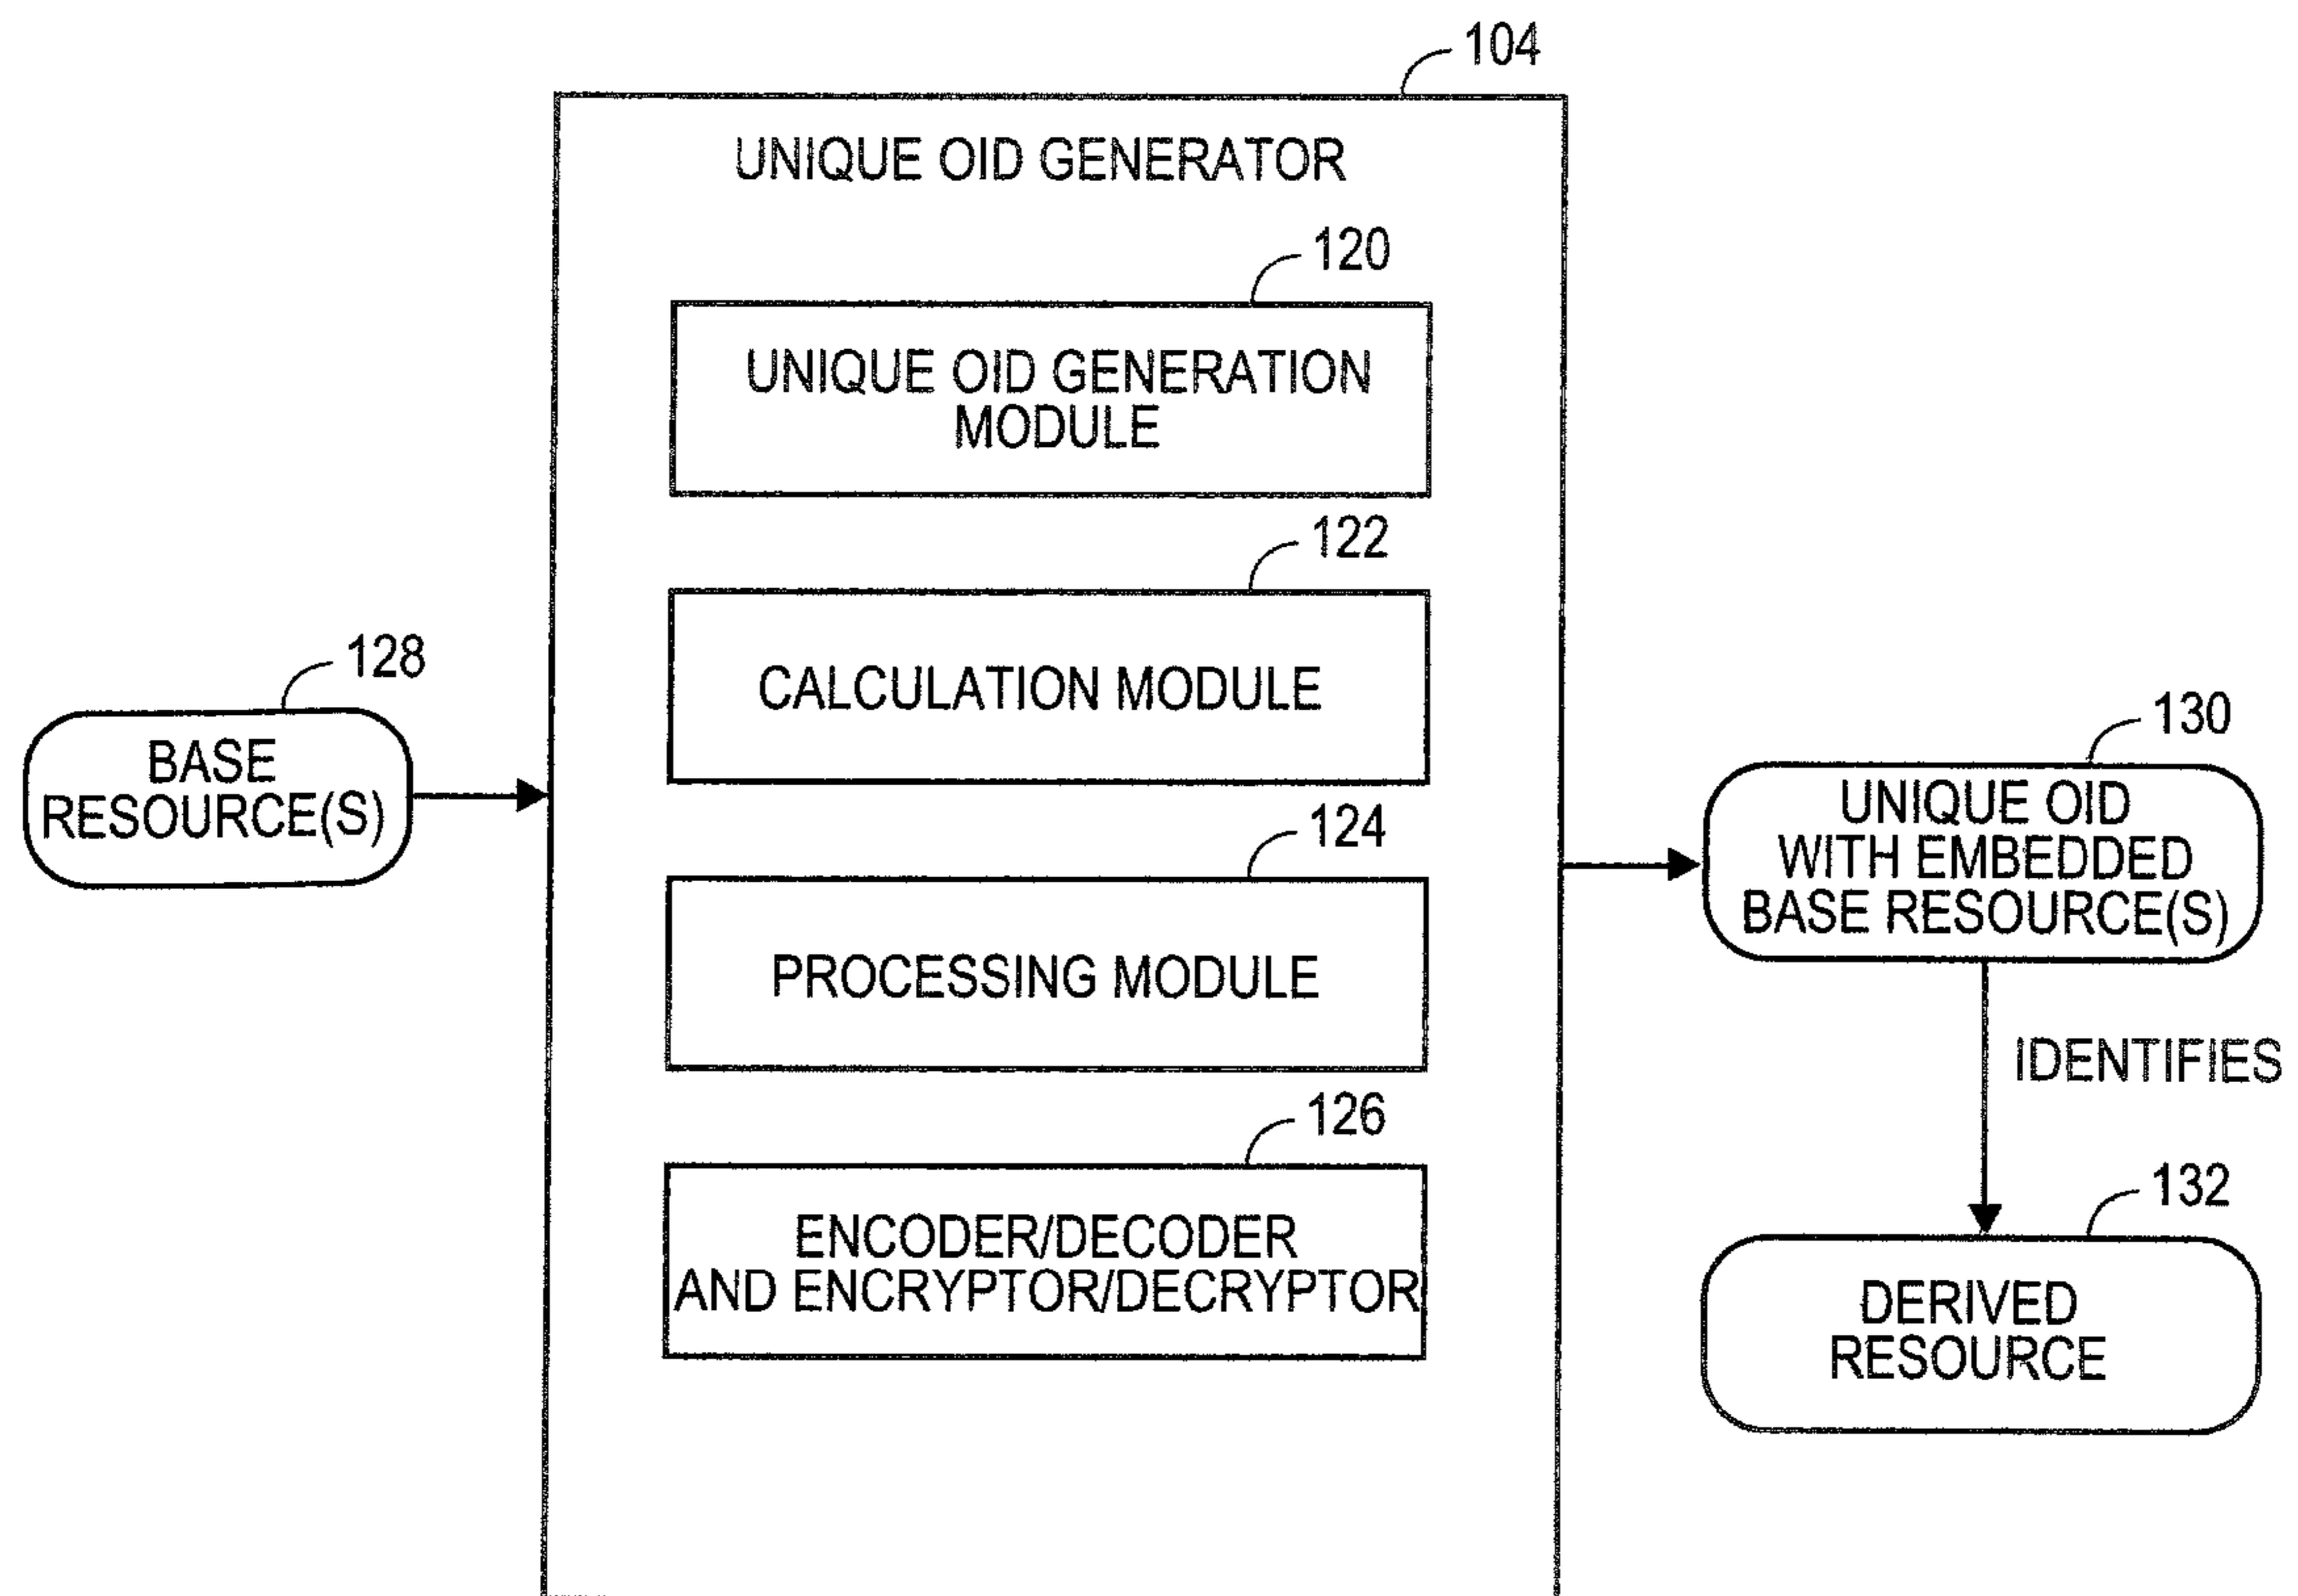 104
UNIQUE OID GENERATOR
120
UNIQUE OID GENERATION
MODULE
122
CALCULATION MODULE
128
BASE
RESOURCE(S)
124
PROCESSING MODULE
130
UNIQUE OID
WITH EMBEDDED
BASE RESOURCE(S)
IDENTIFIES
126
ENCODER/DECODER
AND ENCRYPTOR/DECRYPTOR
132
DERIVED
RESOURCE